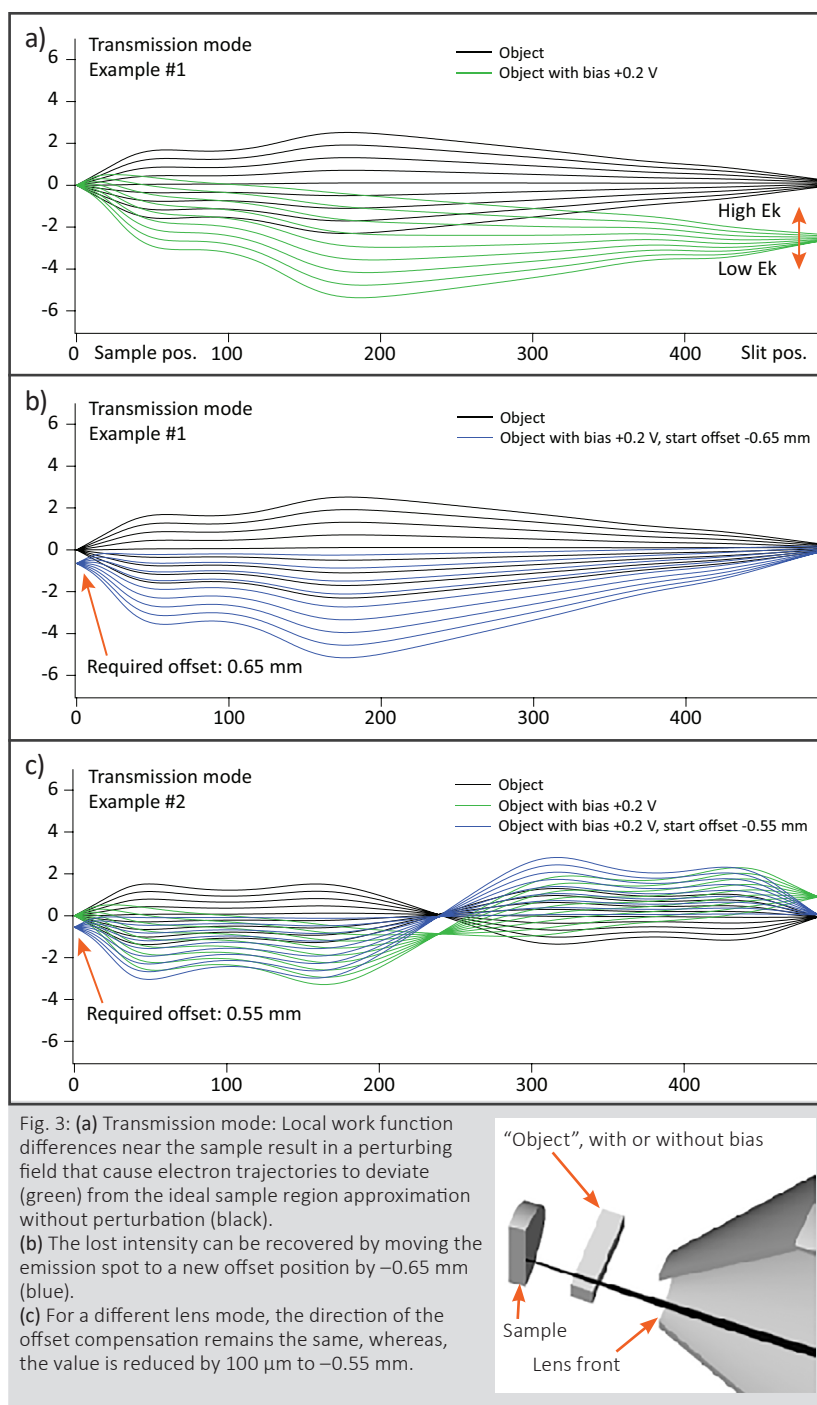 a)
Transmission mode
Example #1
Object
Object with bias +0.2 V
6
4
2
0
-2
-4
-6
High Ek
Low Ek
0 Sample pos. 100 200 300 400 Slit pos.
b)
Transmission mode
Example #1
Object
Object with bias +0.2 V, start offset -0.65 mm
6
4
2
0
-2
-4
-6
Required offset: 0.65 mm
0 100 200 300 400
c)
Transmission mode
Example #2
Object
Object with bias +0.2 V
Object with bias +0.2 V, start offset -0.55 mm
6
4
2
0
-2
-4
-6
Required offset: 0.55 mm
0 100 200 300 400
Fig. 3: (a) Transmission mode: Local work function
differences near the sample result in a perturbing
field that cause electron trajectories to deviate
(green) from the ideal sample region approximation
without perturbation (black).
(b) The lost intensity can be recovered by moving the
emission spot to a new offset position by –0.65 mm
(blue).
(c) For a different lens mode, the direction of the
offset compensation remains the same, whereas,
the value is reduced by 100 µm to –0.55 mm.
“Object”, with or without bias
Sample
Lens front